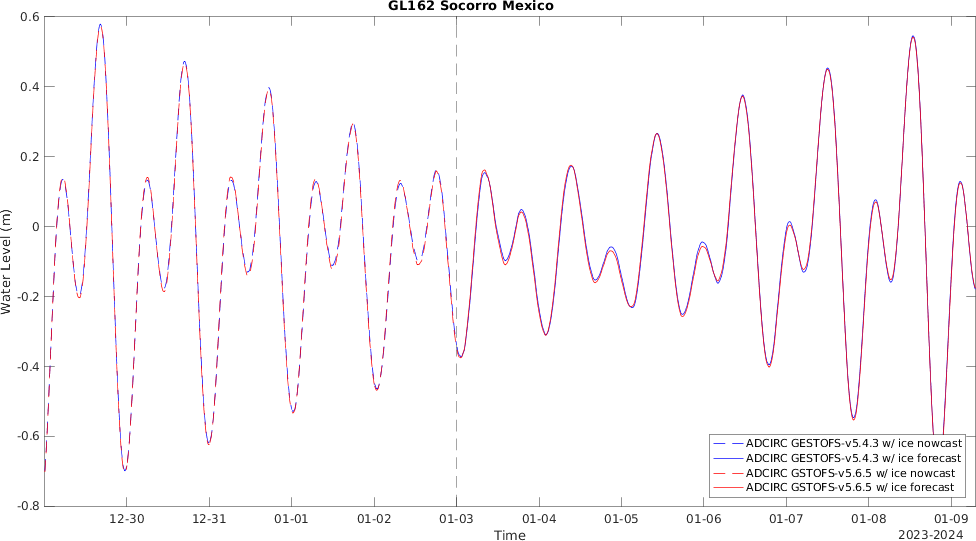 GL162 Socorro Mexico
Water Level (m)
0.6
0.4
0.2
0
-0.2
-0.4
-0.6
-0.8
ADCIRC GESTOFS-v5.4.3 w/ ice nowcast
ADCIRC GESTOFS-v5.4.3 w/ ice forecast
ADCIRC GSTOFS-v5.6.5 w/ ice nowcast
ADCIRC GSTOFS-v5.6.5 w/ ice forecast
12-30 12-31 01-01 01-02 01-03 01-04 01-05 01-06 01-07 01-08 01-09
Time
2023-2024